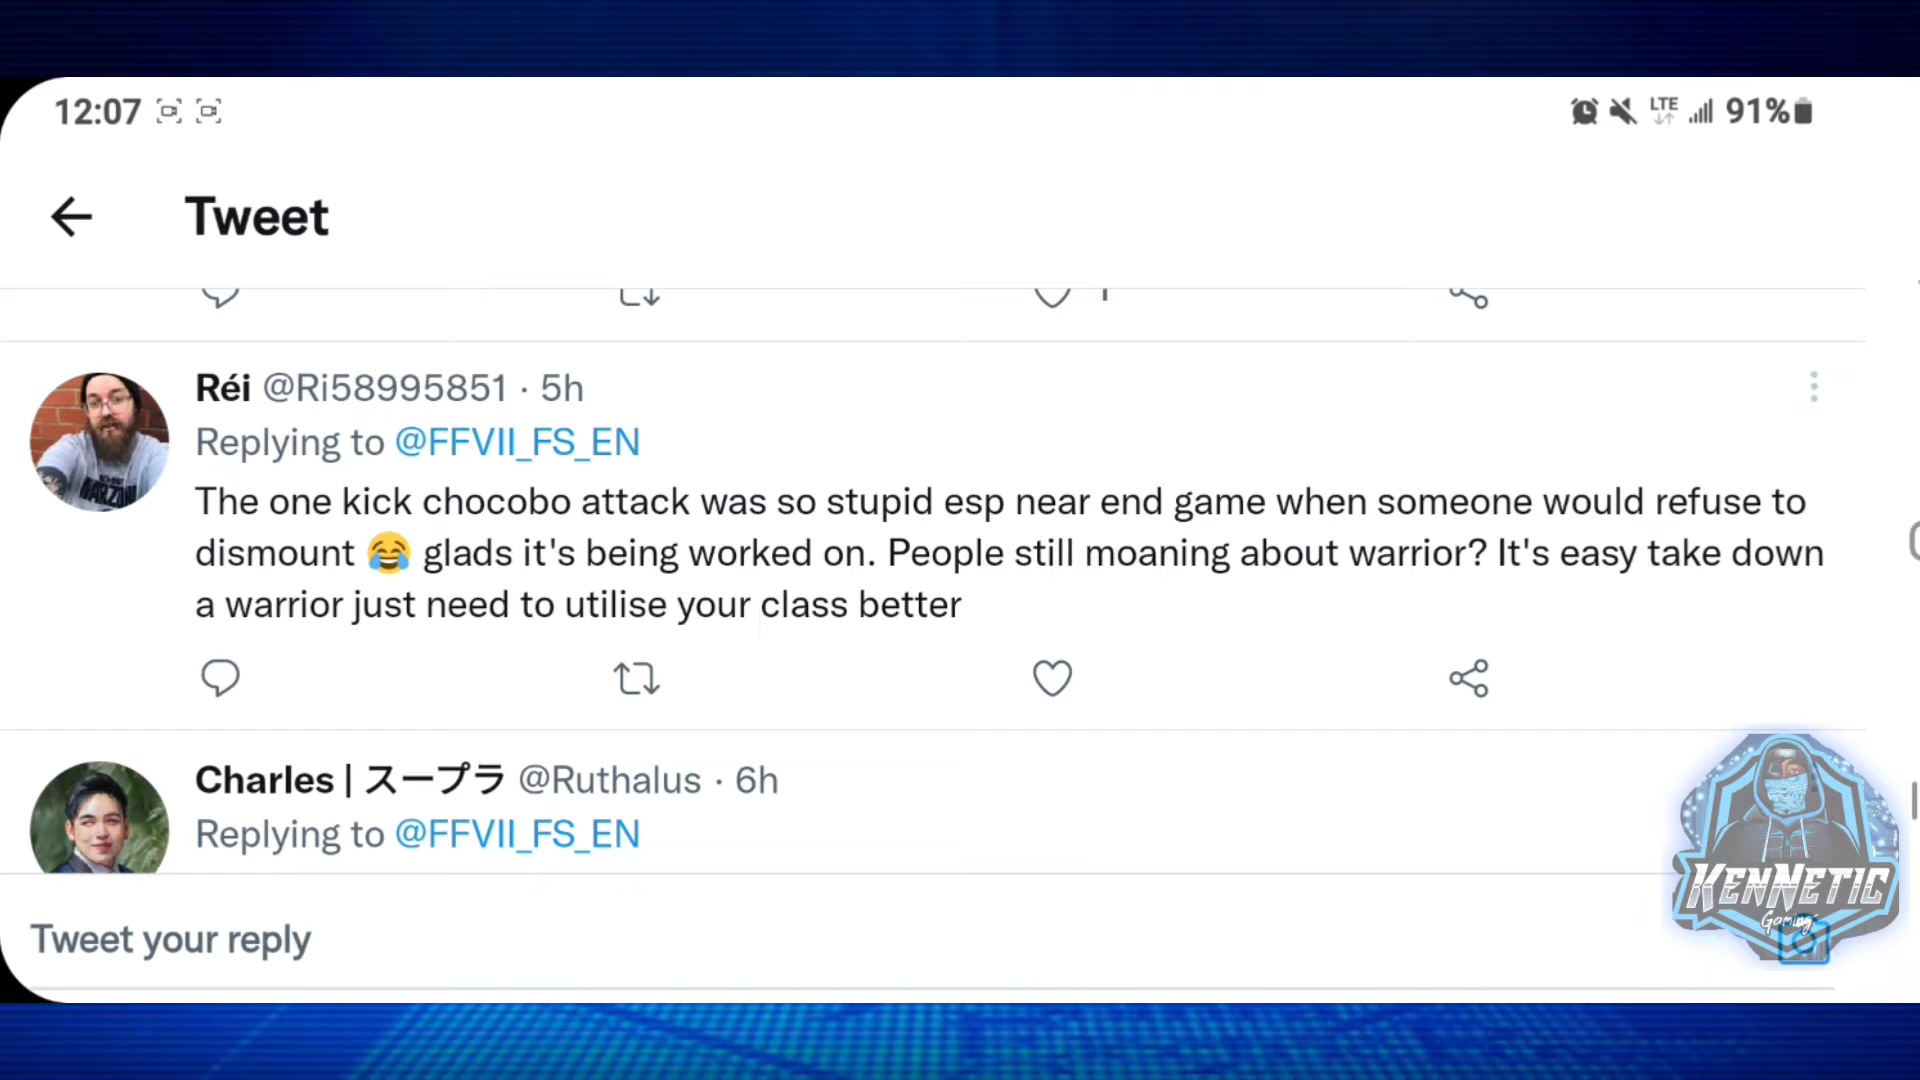 12:07 LTE 91%
Tweet
1
Réi @Ri58995851 · 5h
Replying to @FFVII_FS_EN
The one kick chocobo attack was so stupid esp near end game when someone would refuse to
dismount 😂 glads it's being worked on. People still moaning about warrior? It's easy take down
a warrior just need to utilise your class better
Charles | スープラ @Ruthalus · 6h
Replying to @FFVII_FS_EN
Tweet your reply
KENNETIC
Gaming